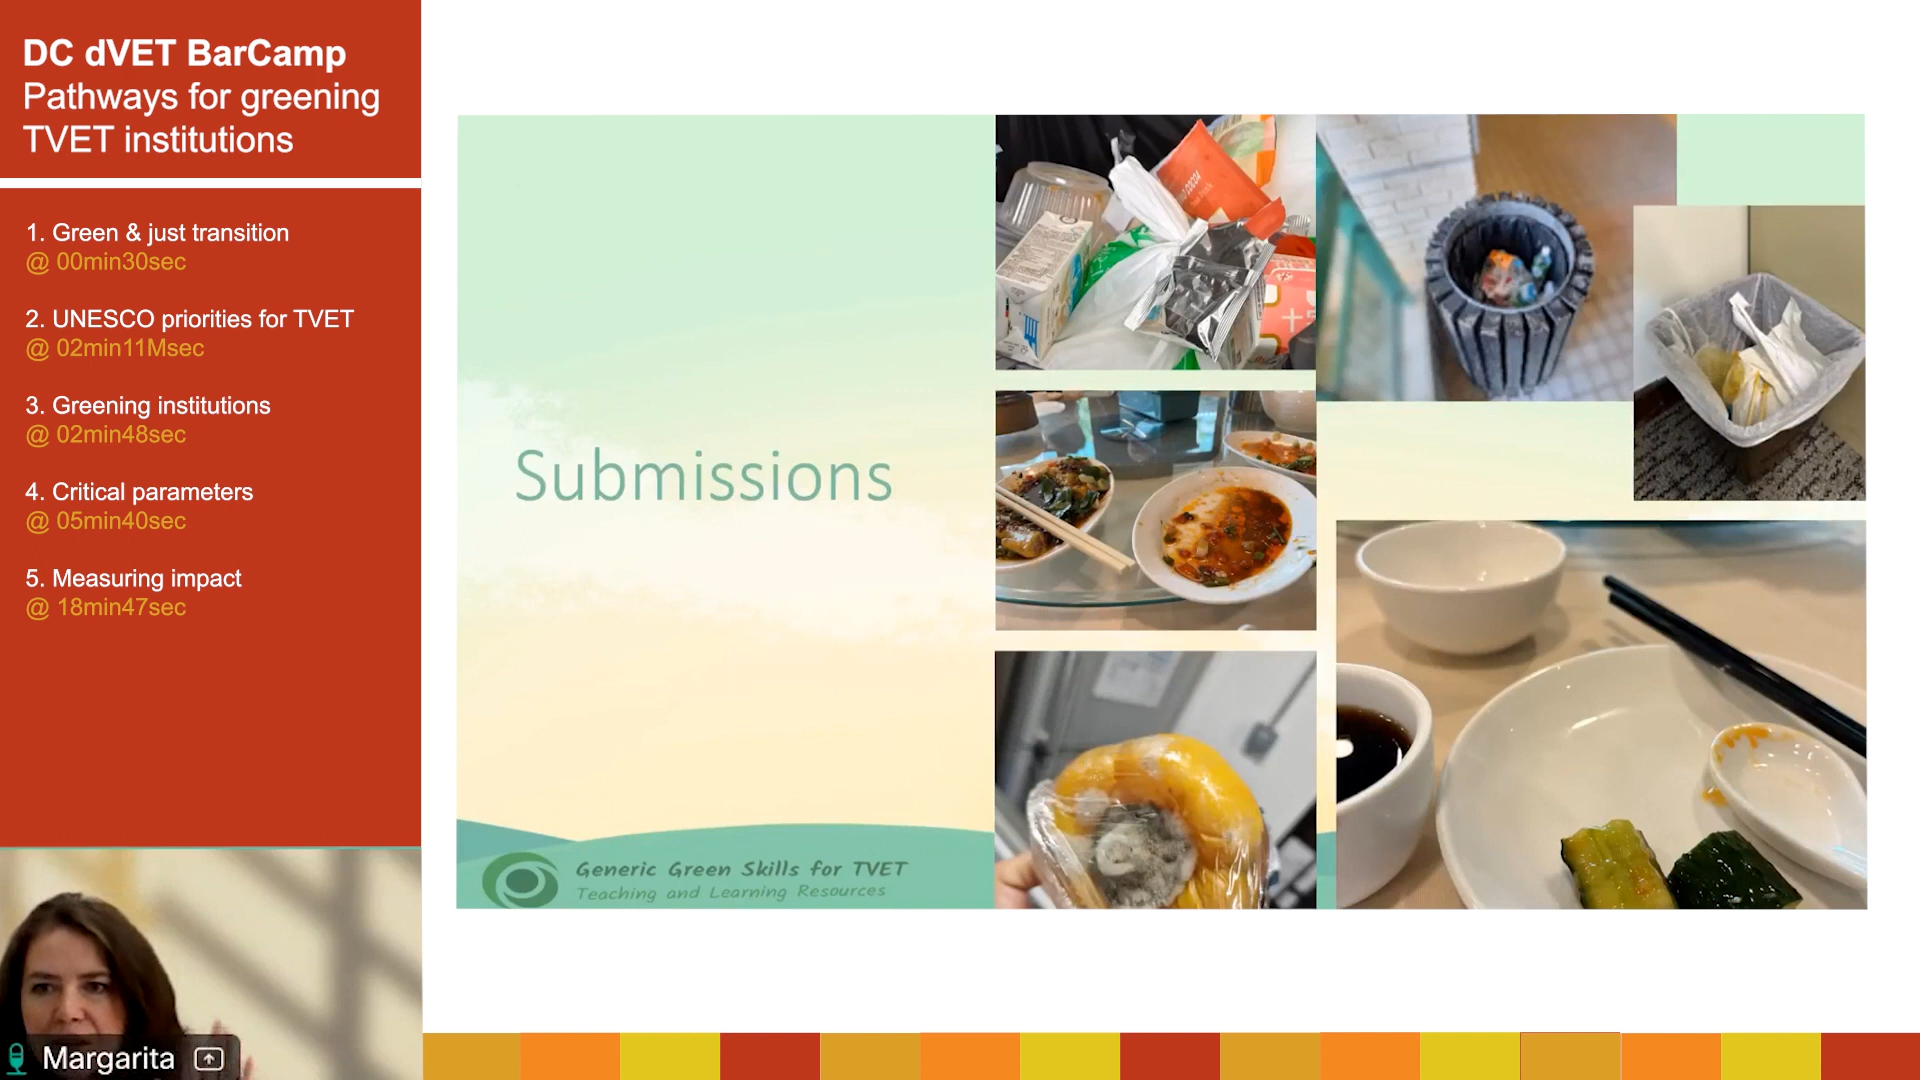 DC dVET BarCamp
Pathways for greening
TVET institutions
1. Green & just transition
@ 00min30sec
2. UNESCO priorities for TVET
@ 02min11Msec
3. Greening institutions
@ 02min48sec
4. Critical parameters
@ 05min40sec
5. Measuring impact
@ 18min47sec
Margarita
Submissions
Generic Green Skills for TVET
Teaching and Learning Resources